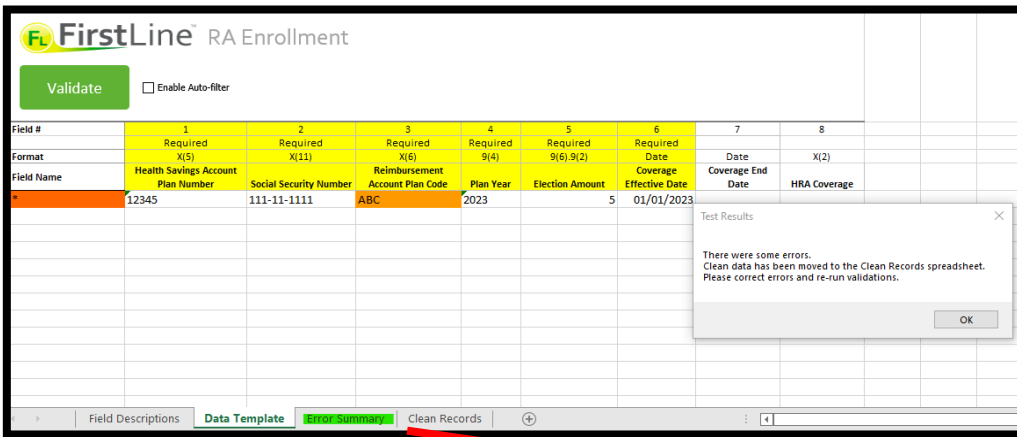 FL FirstLine™ RA Enrollment
Validate
Enable Auto-filter
Field # 1 2 3 4 5 6 7 8
Required Required Required Required Required Required
Format X(5) X(11) X(6) 9(4) 9(6).9(2) Date Date X(2)
Field Name Health Savings Account Plan Number Social Security Number Reimbursement Account Plan Code Plan Year Election Amount Coverage Effective Date Coverage End Date HRA Coverage
* 12345 111-11-1111 ABC 2023 5 01/01/2023
Test Results
There were some errors.
Clean data has been moved to the Clean Records spreadsheet.
Please correct errors and re-run validations.
OK
Field Descriptions Data Template Error Summary Clean Records